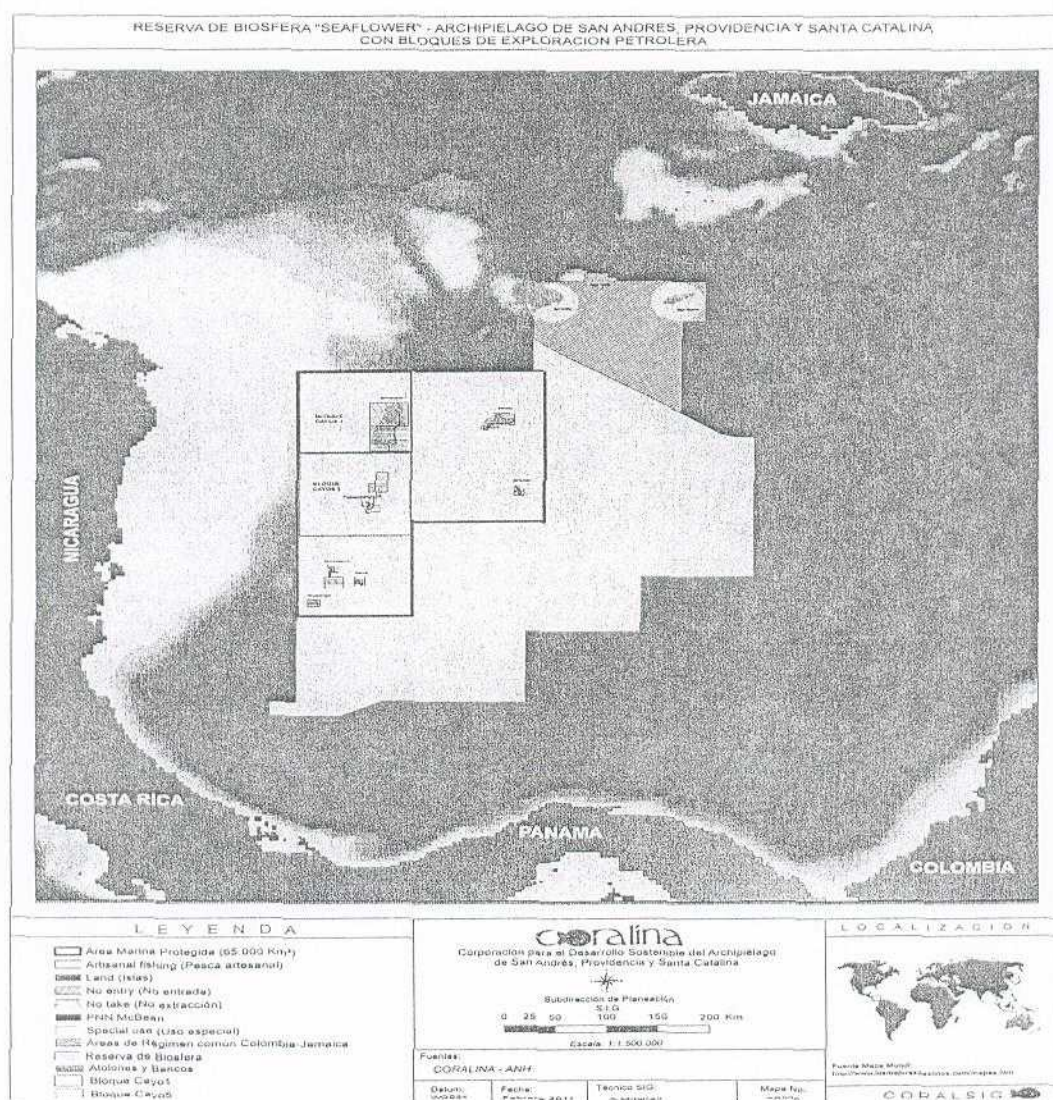 RESERVA DE BIOSFERA "SEAFLOWER" - ARCHIPIELAGO DE SAN ANDRES, PROVIDENCIA Y SANTA CATALINA
CON BLOQUES DE EXPLORACION PETROLERA
JAMAICA
NICARAGUA
COSTA RICA
PANAMA
COLOMBIA
LEYENDA
Area Marina Protegida (65.000 Km²)
Artisanal fishing (Pesca artesanal)
Land (Islas)
No entry (No entrada)
No take (No extracción)
PNN McBean
Special use (Uso especial)
Areas de Régimen común Colombia-Jamaica
Reserva de Biosfera
Atolones y Bancos
Bloque Cayo1
Bloque Cayo5
coralina
Corporación para el Desarrollo Sostenible del Archipiélago
de San Andrés, Providencia y Santa Catalina
Subdirección de Planeación
S.I.G
0 25 50 100 150 200 Km
Escala: 1:1.500.000
Fuentes:
CORALINA - ANH
Datum:
Fecha:
Febrero 2011
Técnico SIG:
Mapa No.
LOCALIZACION
Fuente Mapa Mundi:
CORALSIG